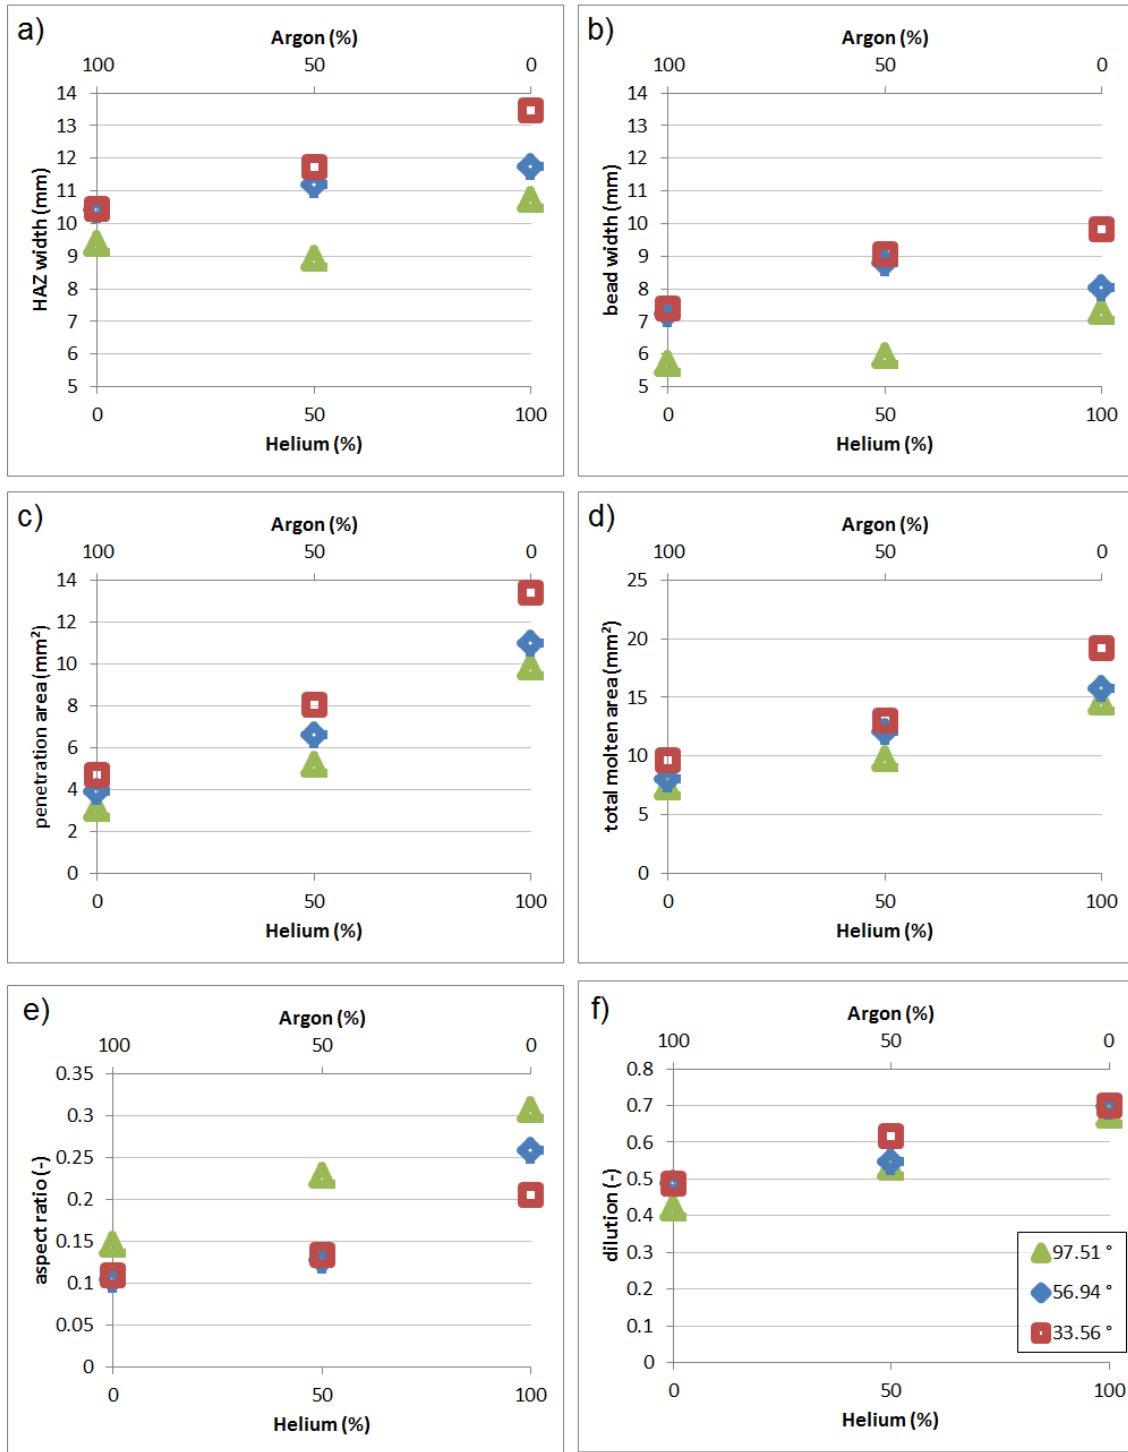 a)
Argon (%)
100 50 0
14
13
12
11
10
9
8
7
6
5
HAZ width (mm)
0 50 100
Helium (%)
b)
Argon (%)
100 50 0
14
13
12
11
10
9
8
7
6
5
bead width (mm)
0 50 100
Helium (%)
c)
Argon (%)
100 50 0
14
12
10
8
6
4
2
0
penetration area (mm²)
0 50 100
Helium (%)
d)
Argon (%)
100 50 0
25
20
15
10
5
0
total molten area (mm²)
0 50 100
Helium (%)
e)
Argon (%)
100 50 0
0.35
0.3
0.25
0.2
0.15
0.1
0.05
0
aspect ratio (-)
0 50 100
Helium (%)
f)
Argon (%)
100 50 0
0.8
0.7
0.6
0.5
0.4
0.3
0.2
0.1
0
dilution (-)
97.51 °
56.94 °
33.56 °
0 50 100
Helium (%)